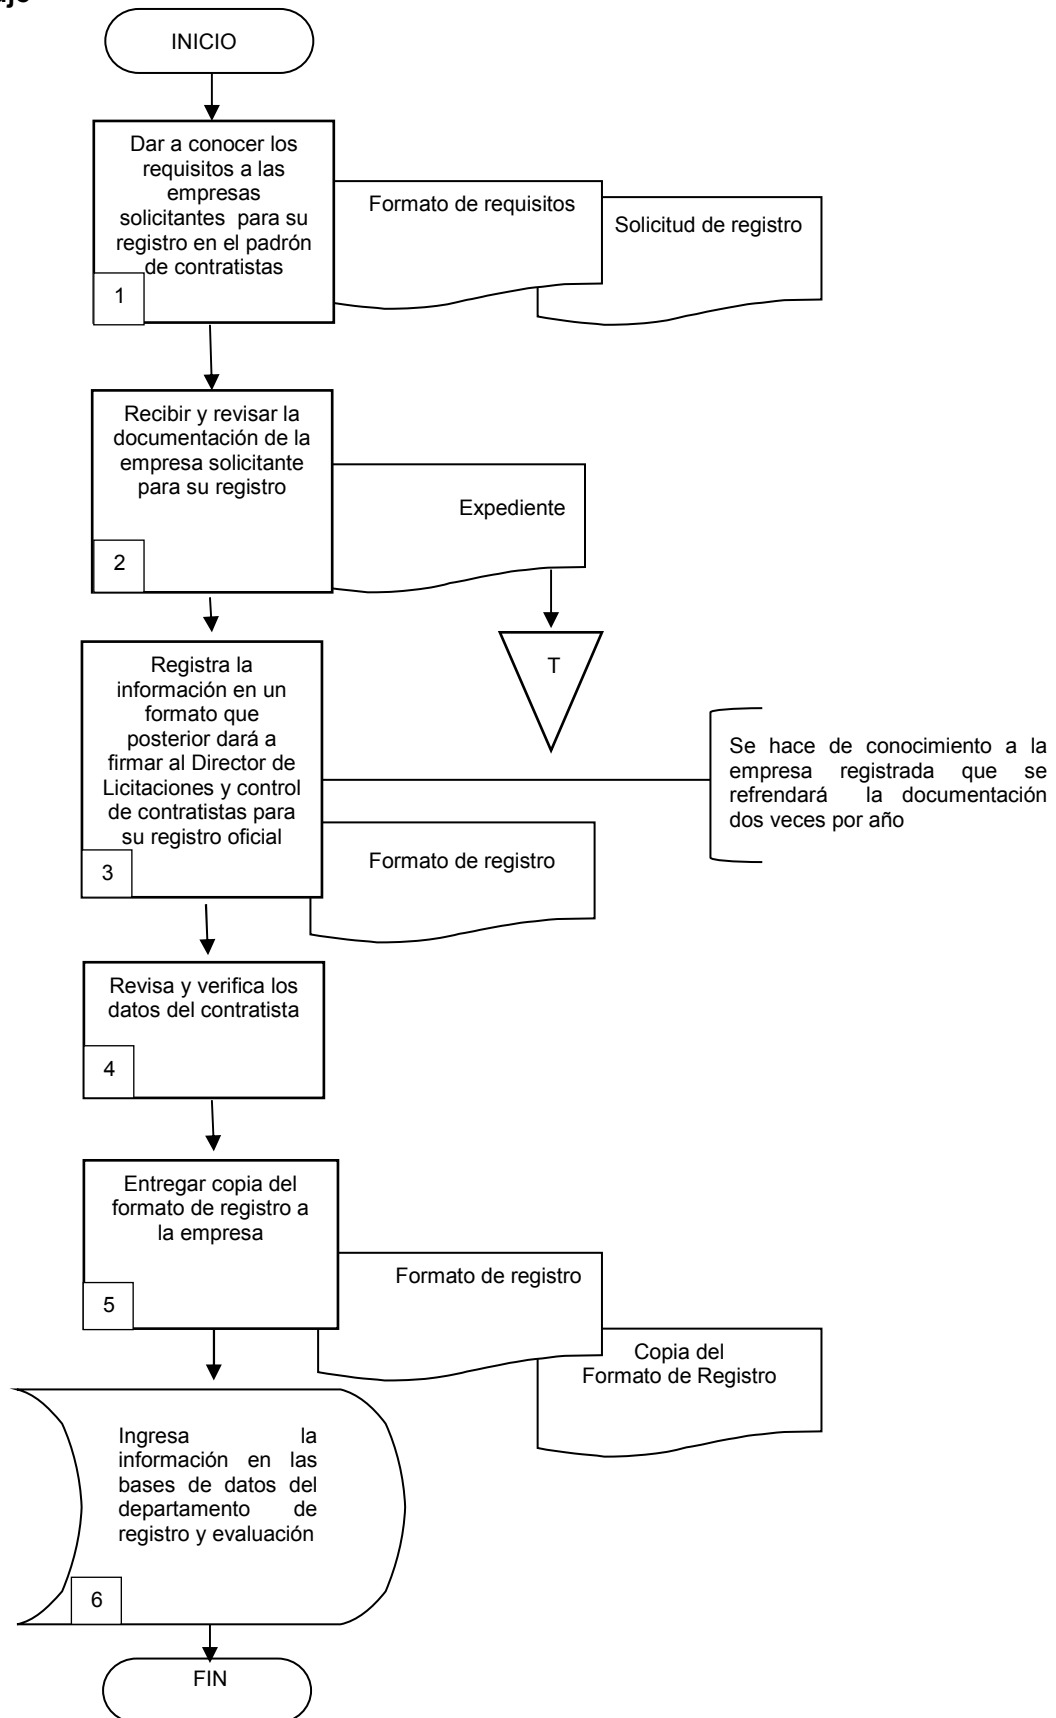 INICIO
Dar a conocer los
requisitos a las
empresas
solicitantes para su
registro en el padrón
de contratistas
1
Formato de requisitos
Solicitud de registro
Recibir y revisar la
documentación de la
empresa solicitante
para su registro
2
Expediente
T
Registra la
información en un
formato que
posterior dará a
firmar al Director de
Licitaciones y control
de contratistas para
su registro oficial
3
Se hace de conocimiento a la
empresa registrada que se
refrendará la documentación
dos veces por año
Formato de registro
Revisa y verifica los
datos del contratista
4
Entregar copia del
formato de registro a
la empresa
5
Formato de registro
Copia del
Formato de Registro
Ingresa la
información en las
bases de datos del
departamento de
registro y evaluación
6
FIN